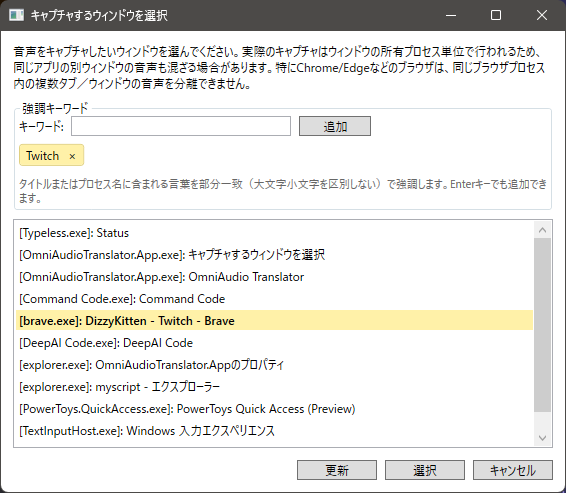 キャプチャするウィンドウを選択
音声をキャプチャしたいウィンドウを選んでください。実際のキャプチャはウィンドウの所有プロセス単位で行われるため、
同じアプリの別ウィンドウの音声も混ざる場合があります。特にChrome/Edgeなどのブラウザは、同じブラウザプロセス
内の複数タブ／ウィンドウの音声を分離できません。
強調キーワード
キーワード:
追加
Twitch ×
タイトルまたはプロセス名に含まれる言葉を部分一致（大文字小文字を区別しない）で強調します。Enterキーでも追加でき
ます。
[Typeless.exe]: Status
[OmniAudioTranslator.App.exe]: キャプチャするウィンドウを選択
[OmniAudioTranslator.App.exe]: OmniAudio Translator
[Command Code.exe]: Command Code
[brave.exe]: DizzyKitten - Twitch - Brave
[DeepAI Code.exe]: DeepAI Code
[explorer.exe]: OmniAudioTranslator.Appのプロパティ
[explorer.exe]: myscript - エクスプローラー
[PowerToys.QuickAccess.exe]: PowerToys Quick Access (Preview)
[TextInputHost.exe]: Windows 入力エクスペリエンス
更新
選択
キャンセル